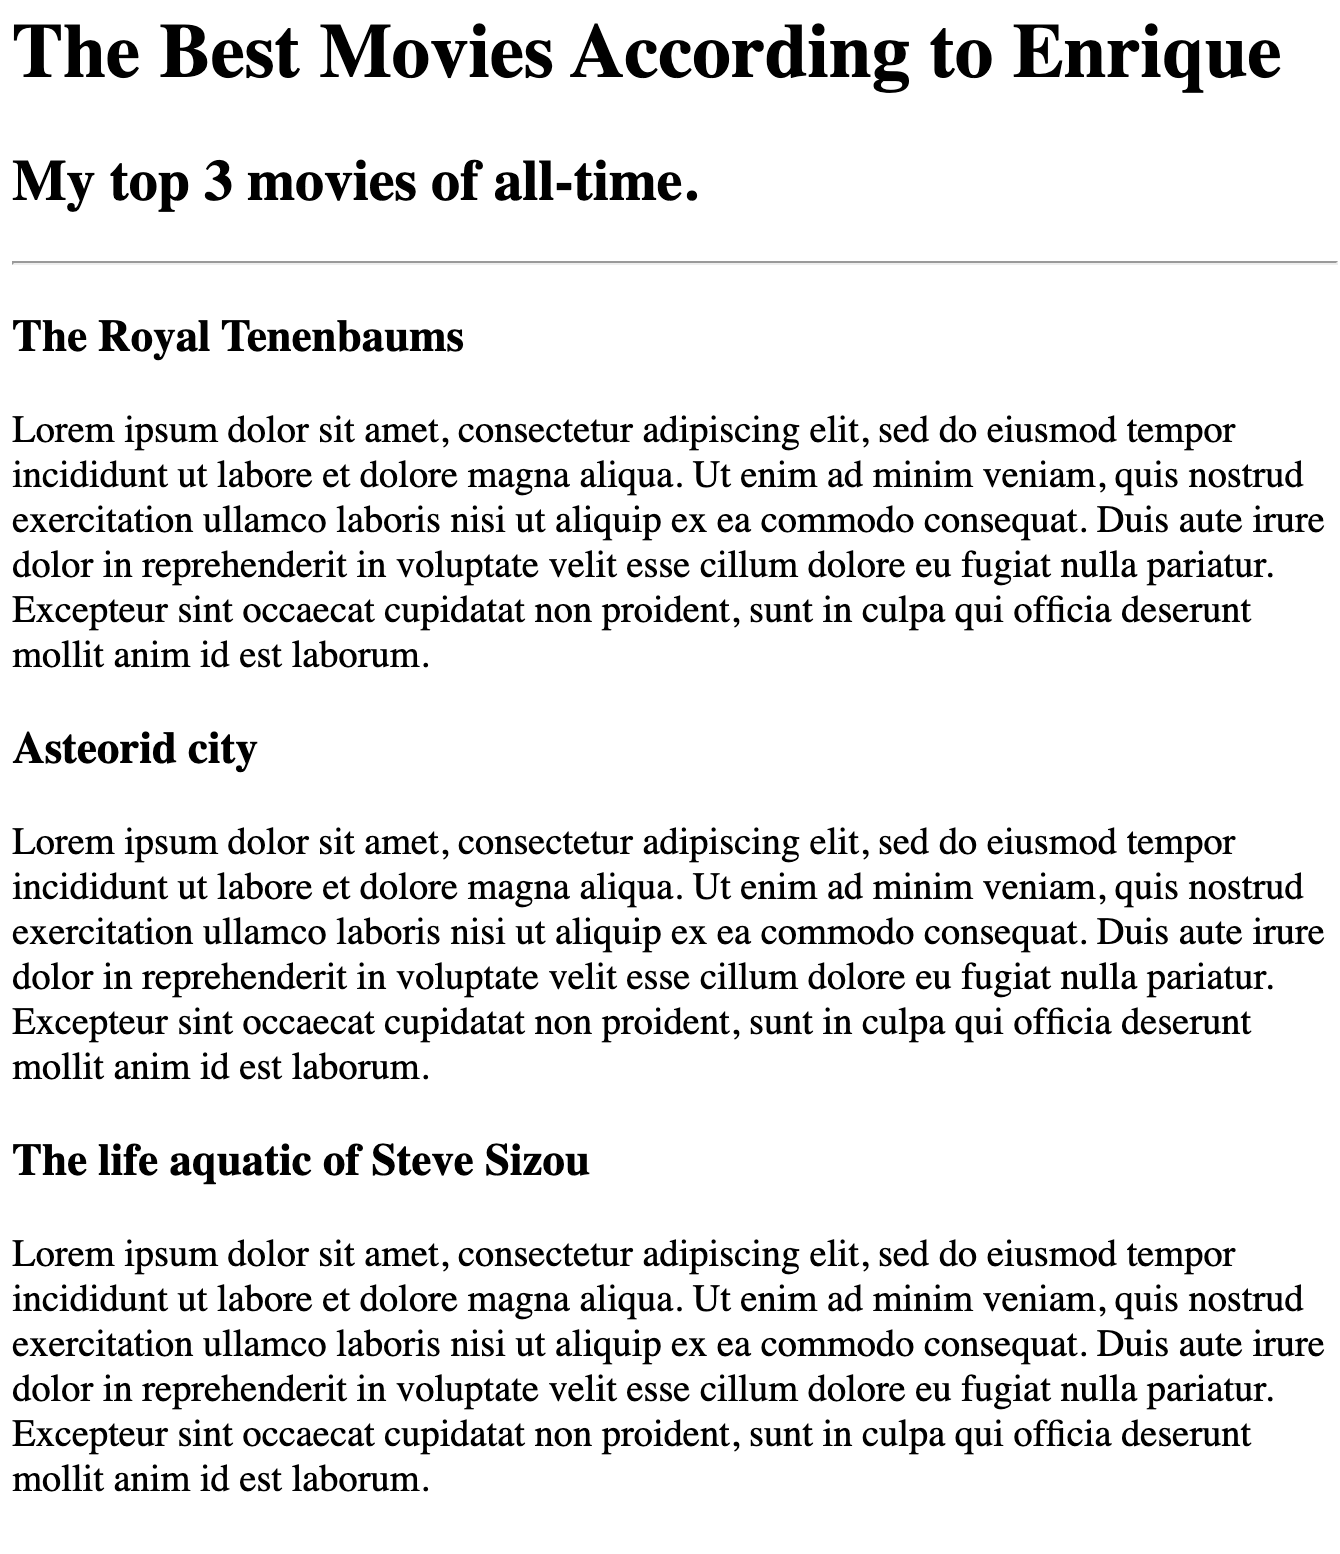 The Best Movies According to Enrique
My top 3 movies of all-time.
The Royal Tenenbaums
Lorem ipsum dolor sit amet, consectetur adipiscing elit, sed do eiusmod tempor
incididunt ut labore et dolore magna aliqua. Ut enim ad minim veniam, quis nostrud
exercitation ullamco laboris nisi ut aliquip ex ea commodo consequat. Duis aute irure
dolor in reprehenderit in voluptate velit esse cillum dolore eu fugiat nulla pariatur.
Excepteur sint occaecat cupidatat non proident, sunt in culpa qui officia deserunt
mollit anim id est laborum.
Asteorid city
Lorem ipsum dolor sit amet, consectetur adipiscing elit, sed do eiusmod tempor
incididunt ut labore et dolore magna aliqua. Ut enim ad minim veniam, quis nostrud
exercitation ullamco laboris nisi ut aliquip ex ea commodo consequat. Duis aute irure
dolor in reprehenderit in voluptate velit esse cillum dolore eu fugiat nulla pariatur.
Excepteur sint occaecat cupidatat non proident, sunt in culpa qui officia deserunt
mollit anim id est laborum.
The life aquatic of Steve Sizou
Lorem ipsum dolor sit amet, consectetur adipiscing elit, sed do eiusmod tempor
incididunt ut labore et dolore magna aliqua. Ut enim ad minim veniam, quis nostrud
exercitation ullamco laboris nisi ut aliquip ex ea commodo consequat. Duis aute irure
dolor in reprehenderit in voluptate velit esse cillum dolore eu fugiat nulla pariatur.
Excepteur sint occaecat cupidatat non proident, sunt in culpa qui officia deserunt
mollit anim id est laborum.